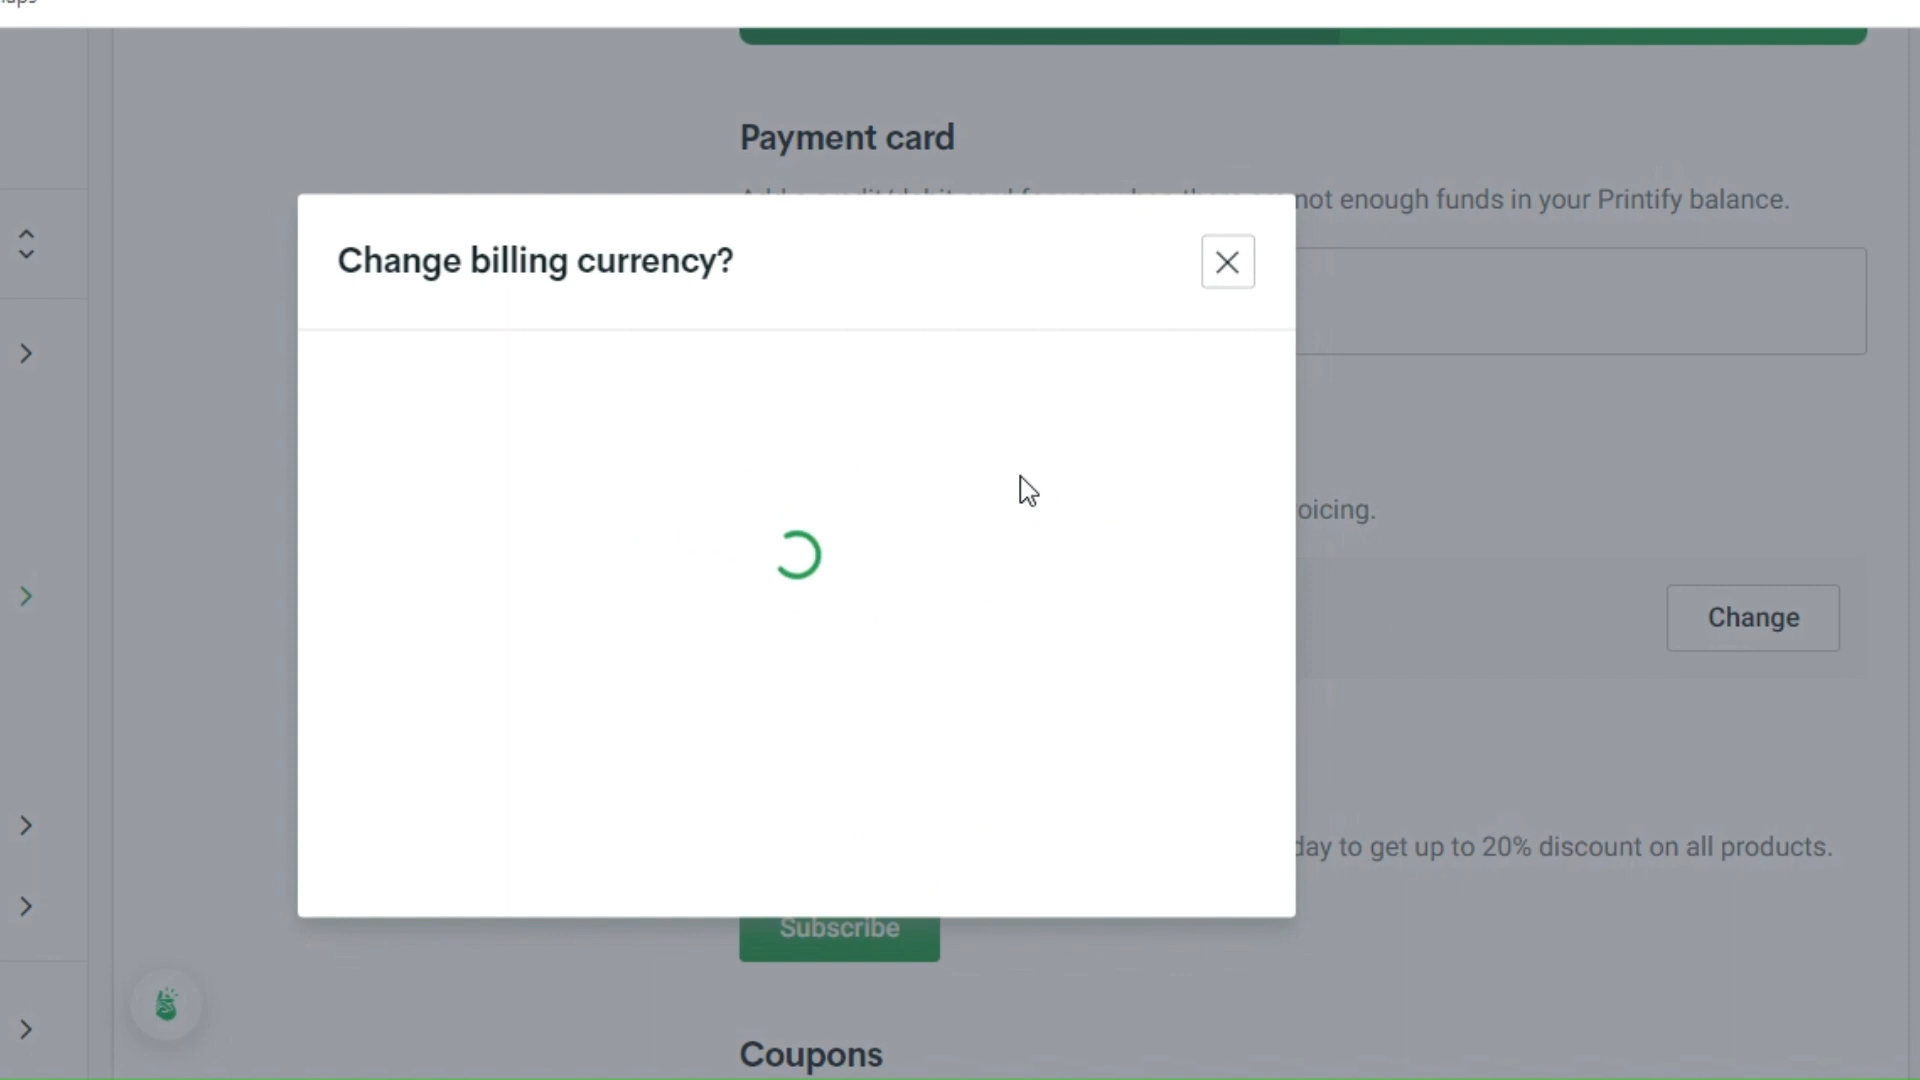 Payment card
not enough funds in your Printify balance.
Change billing currency?
oicing.
Change
day to get up to 20% discount on all products.
Subscribe
Coupons